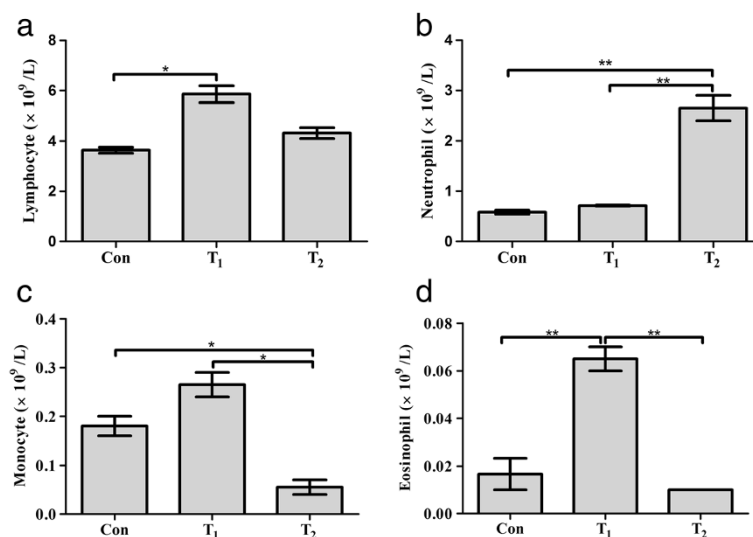 a
Lymphocyte (× 10⁹ /L)
8
6
4
2
0
*
Con T₁ T₂
b
Neutrophil (× 10⁹ /L)
4
3
2
1
0
**
**
Con T₁ T₂
c
Monocyte (× 10⁹ /L)
0.4
0.3
0.2
0.1
0.0
*
*
Con T₁ T₂
d
Eosinophil (× 10⁹ /L)
0.08
0.06
0.04
0.02
0.00
** **
Con T₁ T₂